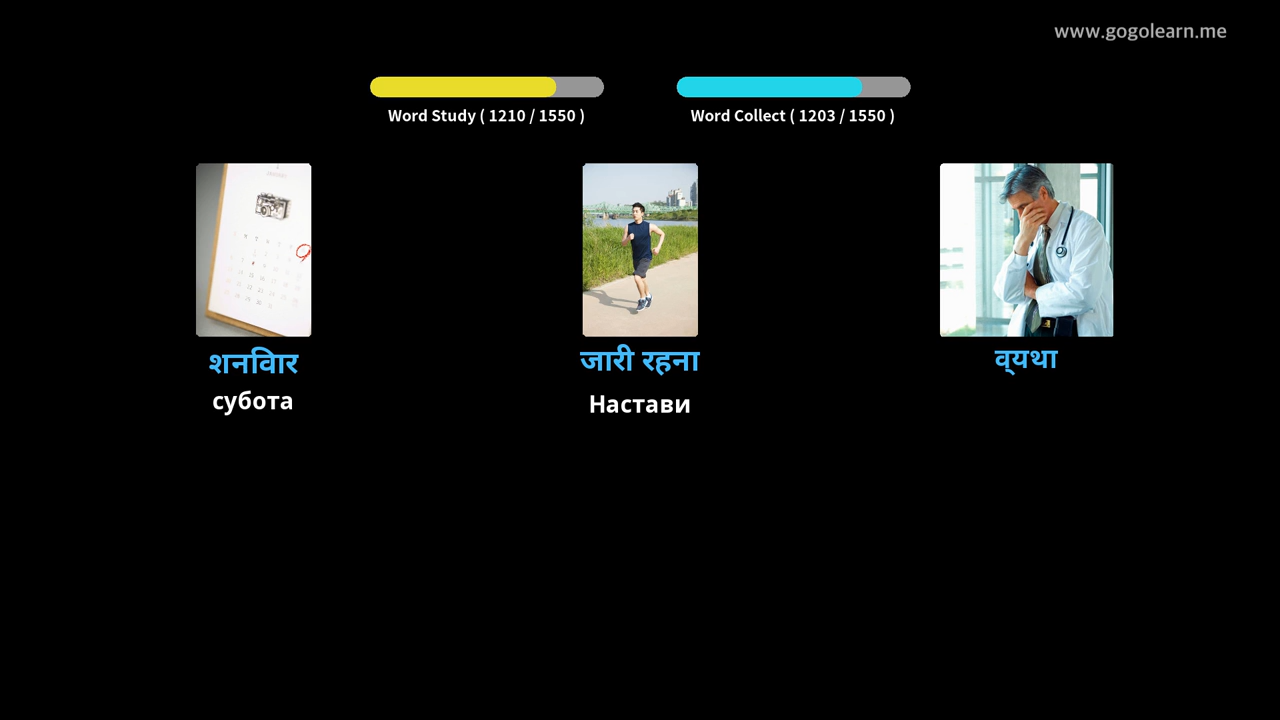 www.gogolearn.me
Word Study ( 1210 / 1550 )
Word Collect ( 1203 / 1550 )
शनिवार
субота
जारी रहना
Настави
व्यथा